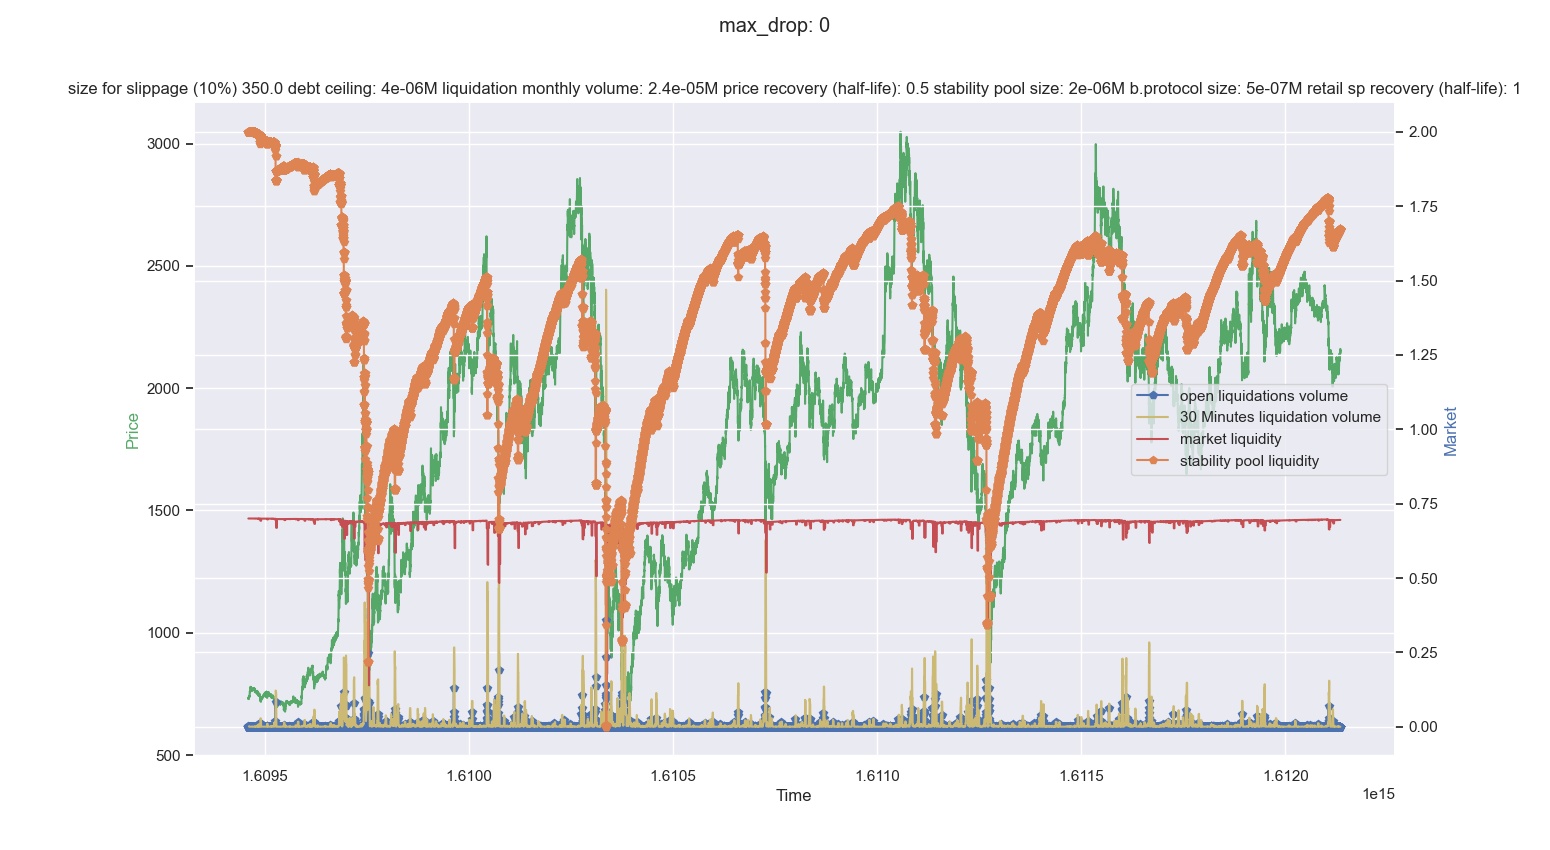 max_drop: 0
size for slippage (10%) 350.0 debt ceiling: 4e-06M liquidation monthly volume: 2.4e-05M price recovery (half-life): 0.5 stability pool size: 2e-06M b.protocol size: 5e-07M retail sp recovery (half-life): 1
3000
2500
2000
1500
1000
500
Price
2.00
1.75
1.50
1.25
1.00
0.75
0.50
0.25
0.00
Market
open liquidations volume
30 Minutes liquidation volume
market liquidity
stability pool liquidity
1.6095
1.6100
1.6105
1.6110
1.6115
1.6120
Time
1e15